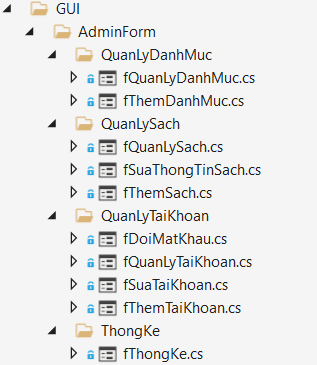 GUI
AdminForm
QuanLyDanhMuc
fQuanLyDanhMuc.cs
fThemDanhMuc.cs
QuanLySach
fQuanLySach.cs
fSuaThongTinSach.cs
fThemSach.cs
QuanLyTaiKhoan
fDoiMatKhau.cs
fQuanLyTaiKhoan.cs
fSuaTaiKhoan.cs
fThemTaiKhoan.cs
ThongKe
fThongKe.cs